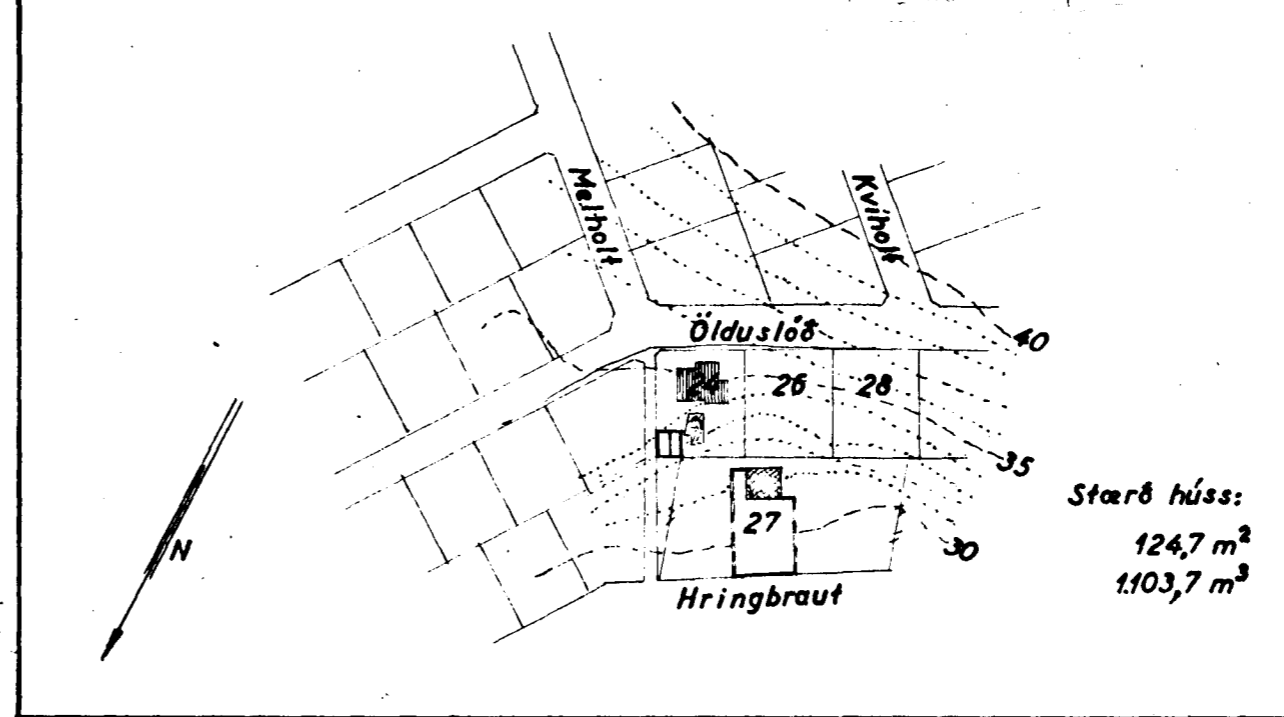 Melholt
Kvíholt
Ölduslóð
40
24
26
28
35
Stærð húss:
27
N
30
124,7 m²
1.103,7 m³
Hringbraut